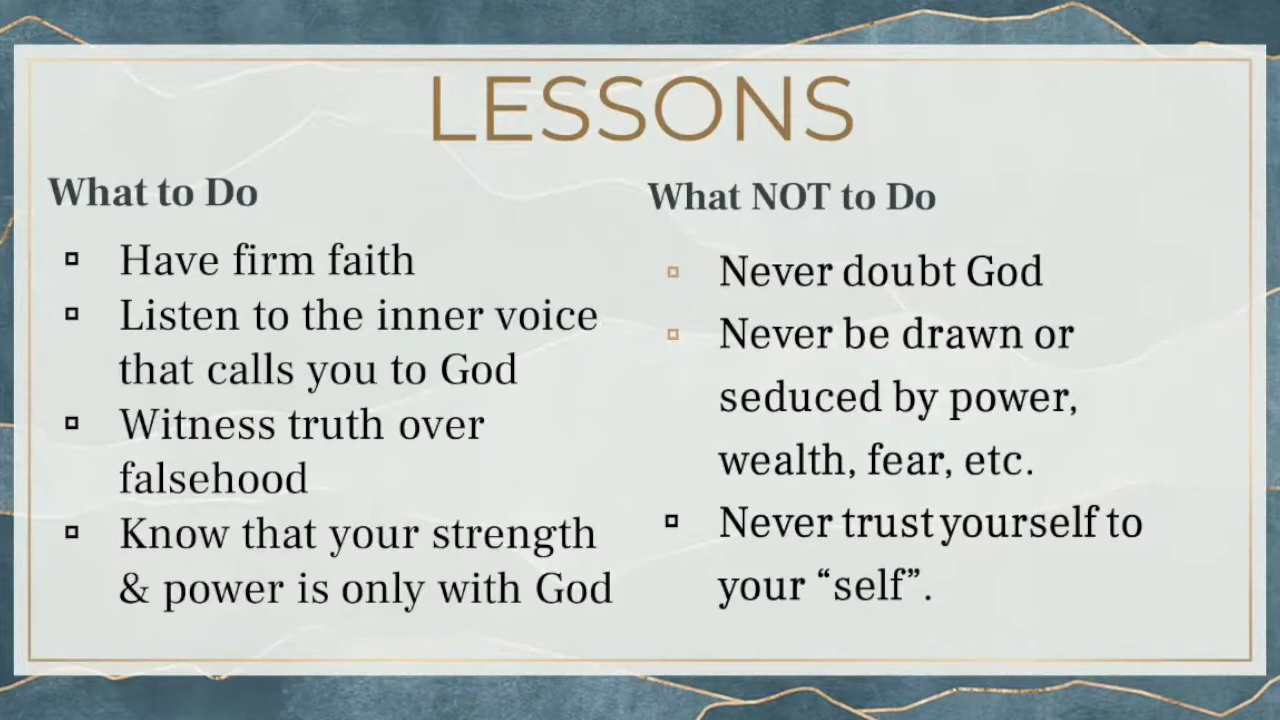 LESSONS
What to Do
▫ Have firm faith
▫ Listen to the inner voice
that calls you to God
▫ Witness truth over
falsehood
▫ Know that your strength
& power is only with God
What NOT to Do
▫ Never doubt God
▫ Never be drawn or
seduced by power,
wealth, fear, etc.
▫ Never trust yourself to
your “self”.